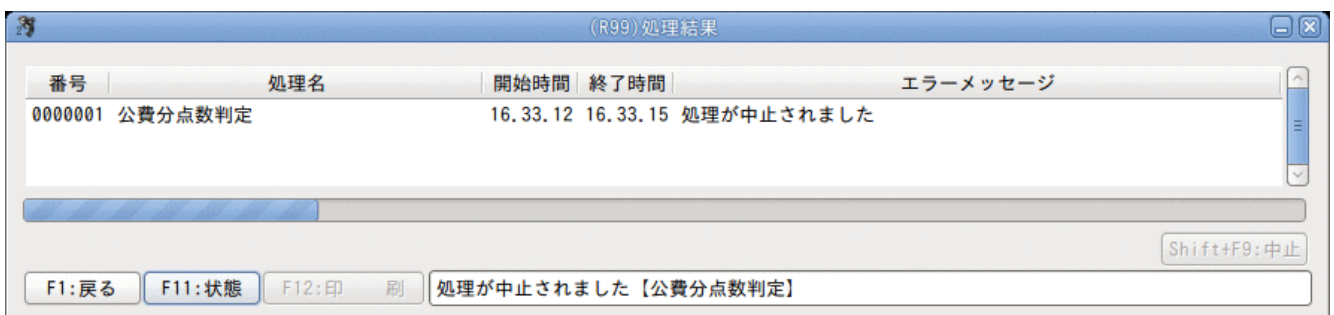 (R99)処理結果
番号 処理名 開始時間 終了時間 エラーメッセージ
0000001 公費分点数判定 16.33.12 16.33.15 処理が中止されました
Shift+F9:中止
F1:戻る F11:状態 F12:印 刷 処理が中止されました【公費分点数判定】